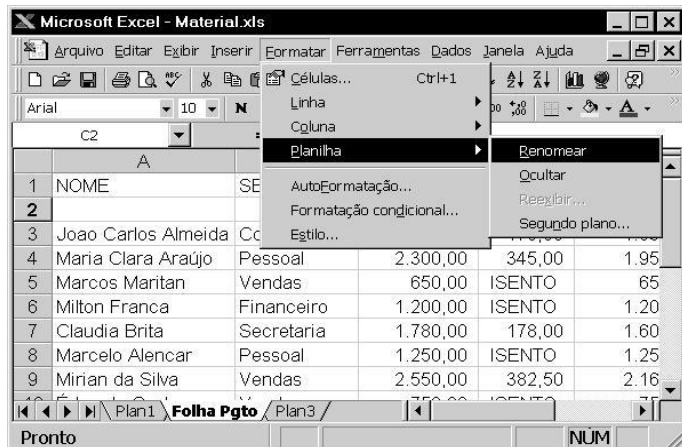 Microsoft Excel - Material.xls
Arquivo Editar Exibir Inserir Formatar Ferramentas Dados Janela Ajuda
Arial 10 N
C2
Células... Ctrl+1
Linha
Coluna
Planilha
AutoFormatação...
Formatação condicional...
Estilo...
Renomear
Ocultar
Reexibir...
Segundo plano...
A
1 NOME SE
2
3 Joao Carlos Almeida Co
4 Maria Clara Araújo Pessoal 2.300,00 345,00 1.95
5 Marcos Maritan Vendas 650,00 ISENTO 65
6 Milton Franca Financeiro 1.200,00 ISENTO 1.20
7 Claudia Brita Secretaria 1.780,00 178,00 1.60
8 Marcelo Alencar Pessoal 1.250,00 ISENTO 1.25
9 Mirian da Silva Vendas 2.550,00 382,50 2.16
Plan1 Folha Pgto Plan3
Pronto NÚM